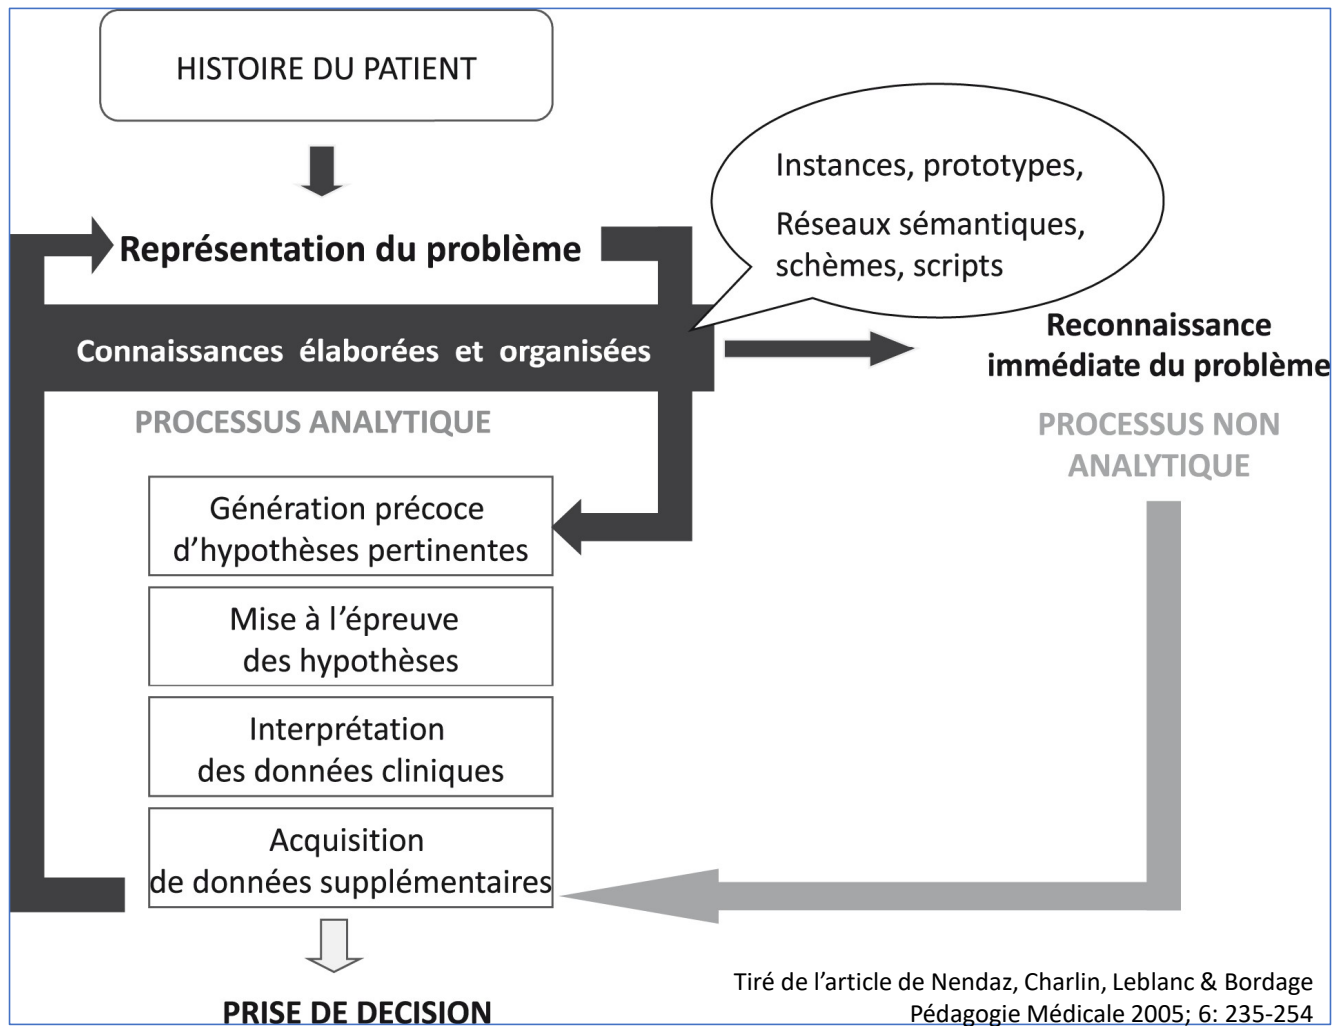 HISTOIRE DU PATIENT
Instances, prototypes,
Réseaux sémantiques,
schèmes, scripts
Représentation du problème
Connaissances élaborées et organisées
Reconnaissance
immédiate du problème
PROCESSUS ANALYTIQUE
PROCESSUS NON
ANALYTIQUE
Génération précoce
d’hypothèses pertinentes
Mise à l’épreuve
des hypothèses
Interprétation
des données cliniques
Acquisition
de données supplémentaires
PRISE DE DECISION
Tiré de l’article de Nendaz, Charlin, Leblanc & Bordage
Pédagogie Médicale 2005; 6: 235-254